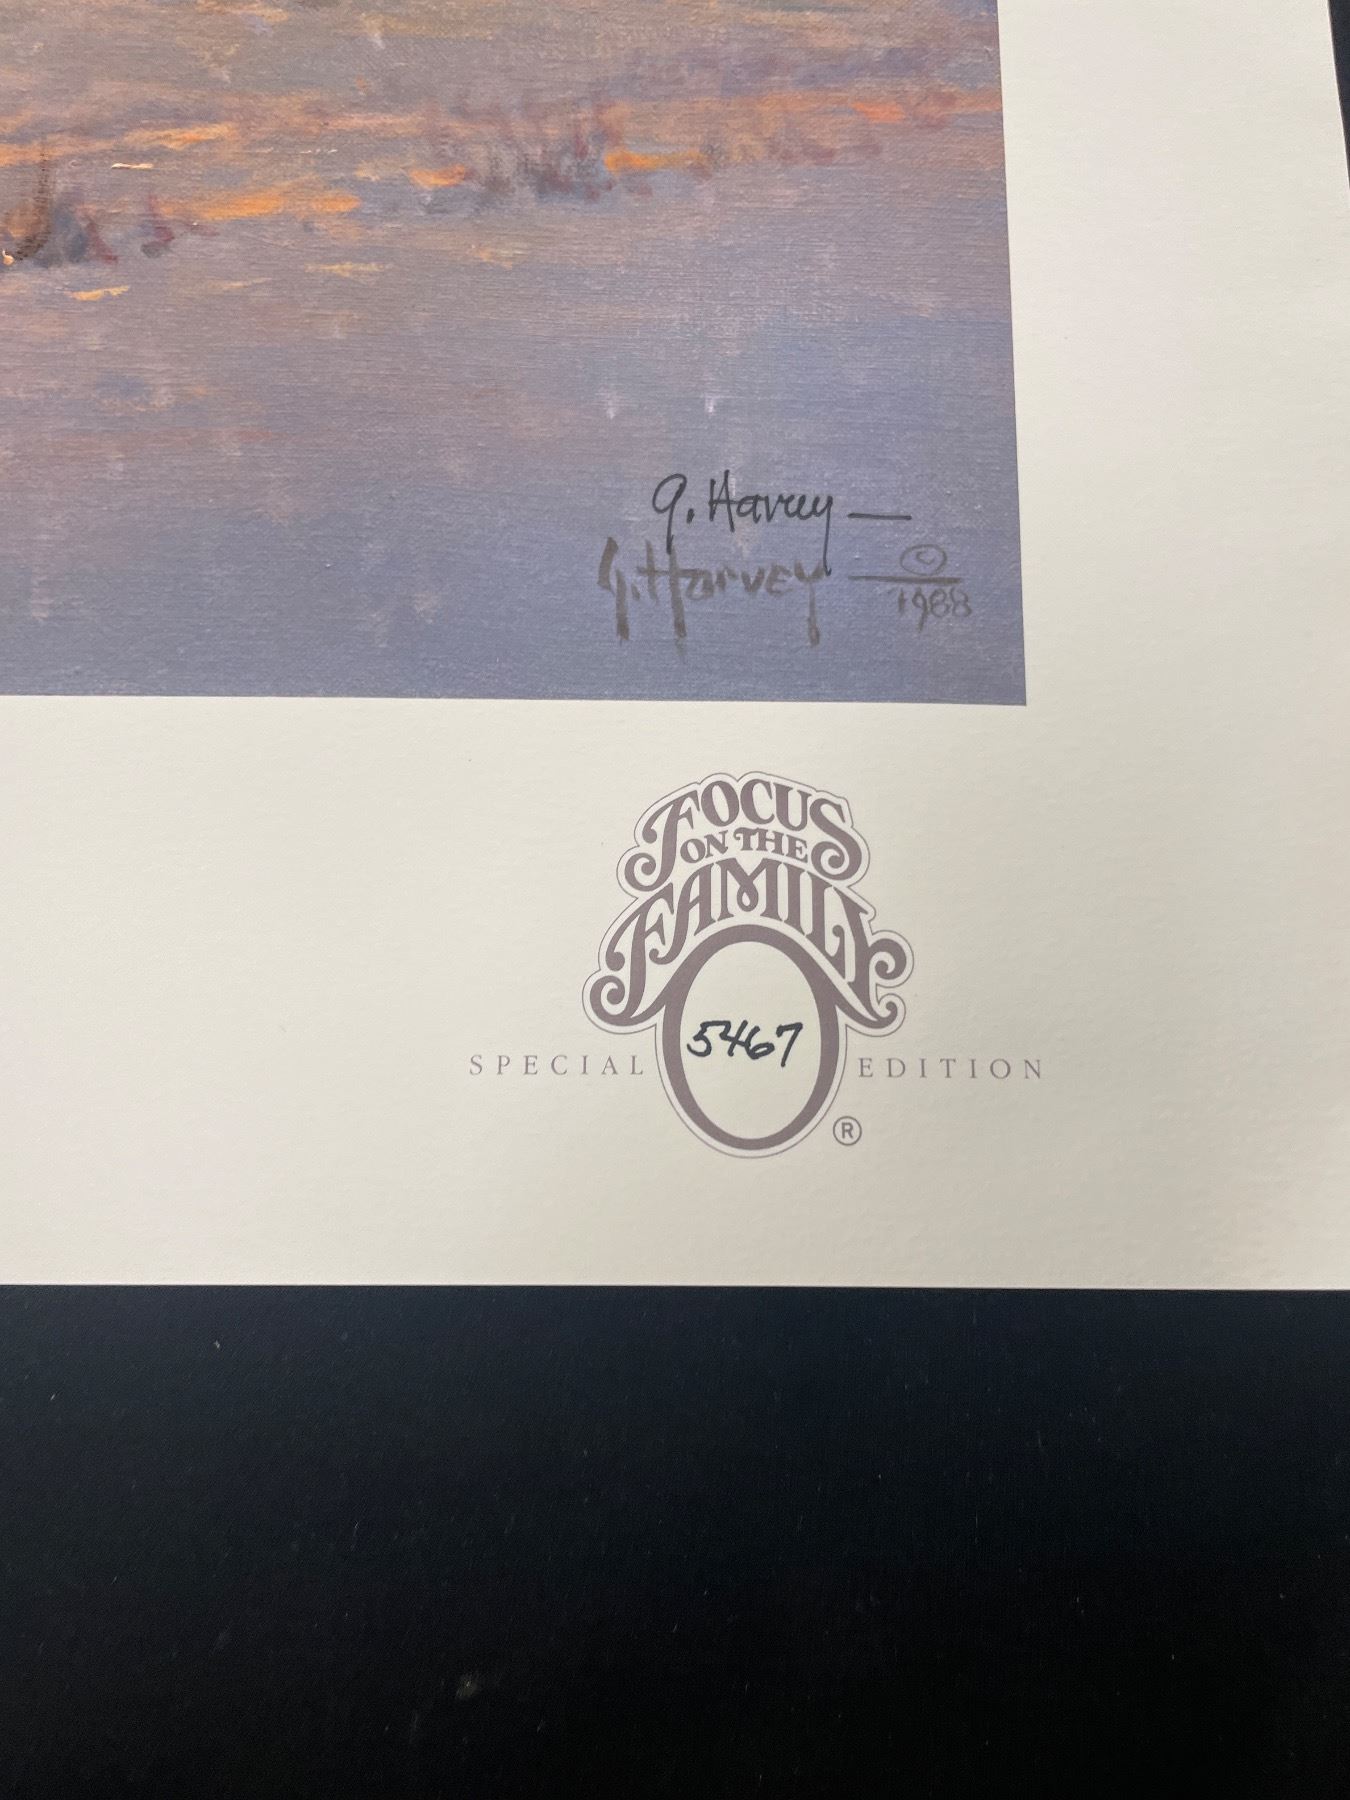 G. Harvey —
G. Harvey ©
1988
FOCUS
ON THE
FAMILY
5467
SPECIAL EDITION
®